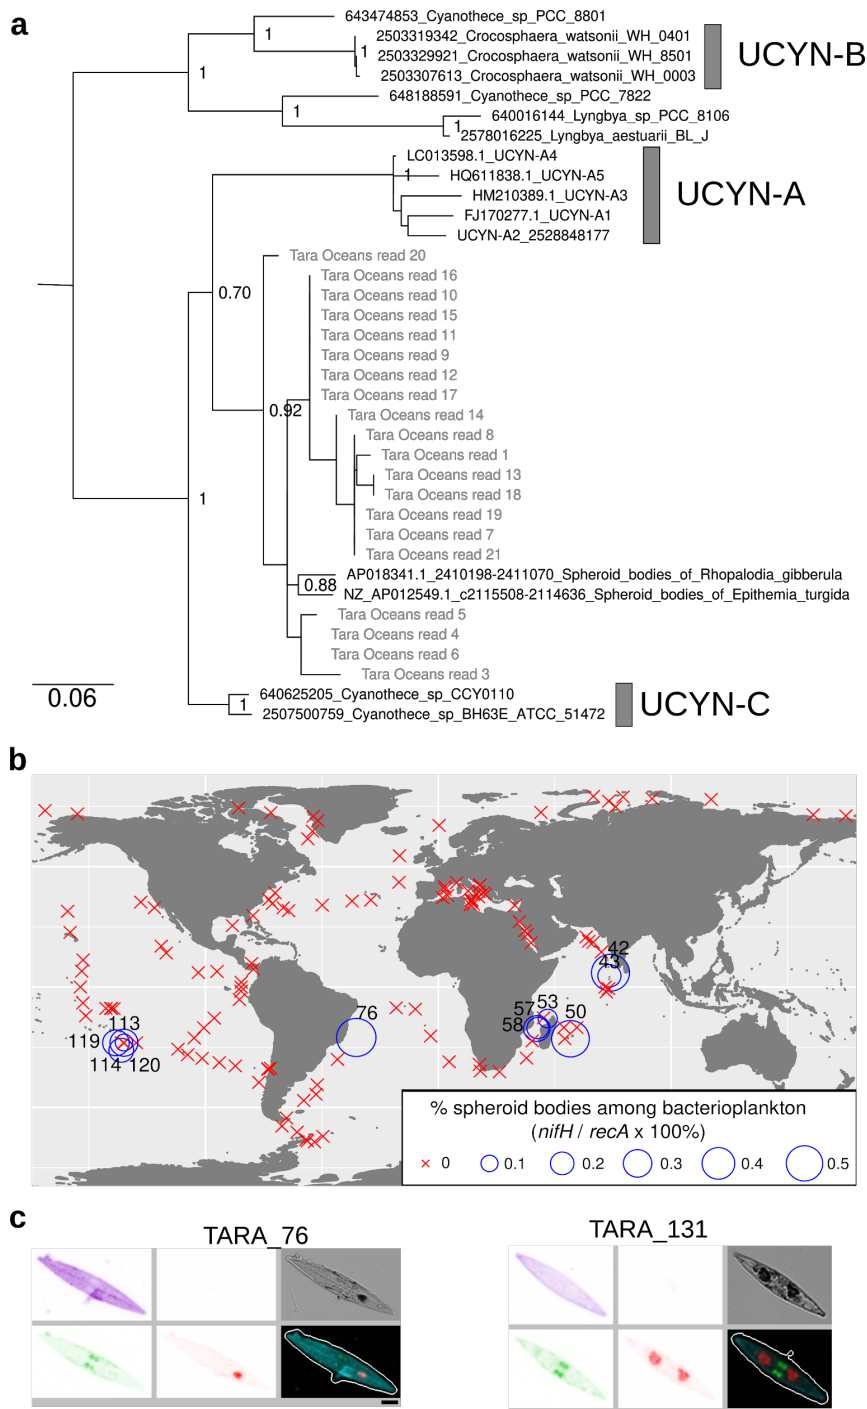 a
643474853_Cyanothece_sp_PCC_8801
2503319342_Crocosphaera_watsonii_WH_0401
2503329921_Crocosphaera_watsonii_WH_8501
2503307613_Crocosphaera_watsonii_WH_0003
1
1
UCYN-B
648188591_Cyanothece_sp_PCC_7822
640016144_Lyngbya_sp_PCC_8106
2578016225_Lyngbya_aestuarii_BL_J
1
1
1
LC013598.1_UCYN-A4
HQ611838.1_UCYN-A5
HM210389.1_UCYN-A3
FJ170277.1_UCYN-A1
UCYN-A2_2528848177
UCYN-A
Tara Oceans read 20
Tara Oceans read 16
0.70
Tara Oceans read 10
Tara Oceans read 15
Tara Oceans read 11
Tara Oceans read 9
Tara Oceans read 12
Tara Oceans read 17
0.92
Tara Oceans read 14
Tara Oceans read 8
Tara Oceans read 1
Tara Oceans read 13
Tara Oceans read 18
1
Tara Oceans read 19
Tara Oceans read 7
Tara Oceans read 21
0.88
AP018341.1_2410198-2411070_Spheroid_bodies_of_Rhopalodia_gibberula
NZ_AP012549.1_c2115508-2114636_Spheroid_bodies_of_Epithemia_turgida
Tara Oceans read 5
Tara Oceans read 4
Tara Oceans read 6
Tara Oceans read 3
0.06
1
640625205_Cyanothece_sp_CCY0110
2507500759_Cyanothece_sp_BH63E_ATCC_51472
UCYN-C
b
42
43
53
57
50
58
76
113
119
114
120
% spheroid bodies among bacterioplankton
(nifH / recA x 100%)
0 0.1 0.2 0.3 0.4 0.5
c
TARA_76
TARA_131